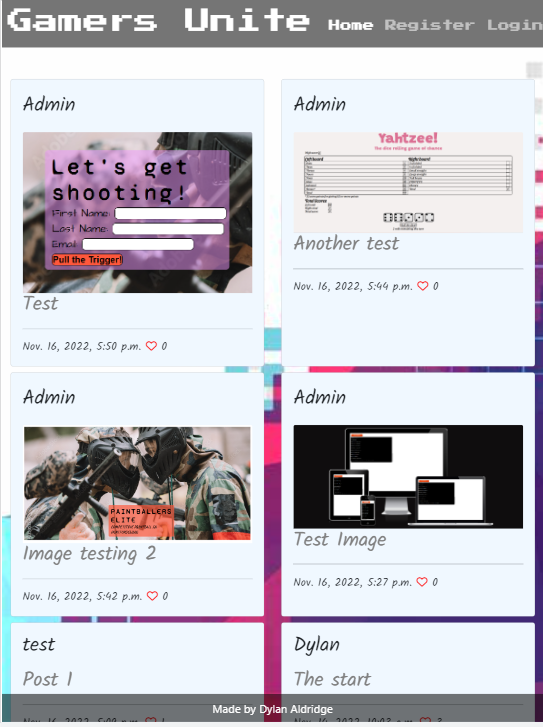 Gamers Unite Home Register Login
Admin
Let's get
shooting!
First Name:
Last Name:
Email:
Pull the Trigger!
Test
Nov. 16, 2022, 5:50 p.m. 0
Admin
Yahtzee!
The dice rolling game of chance
Another test
Nov. 16, 2022, 5:44 p.m. 0
Admin
PAINTBALLERS
ELITE
Image testing 2
Nov. 16, 2022, 5:42 p.m. 0
Admin
Test Image
Nov. 16, 2022, 5:27 p.m. 0
test
Post 1
Dylan
The start
Made by Dylan Aldridge